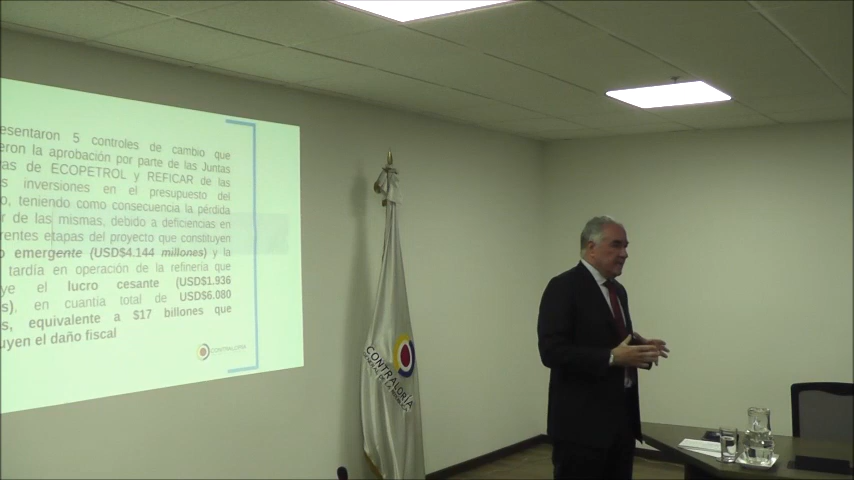 esentaron 5 controles de cambio que
eron la aprobación por parte de las Juntas
as de ECOPETROL y REFICAR de las
s inversiones en el presupuesto del
o, teniendo como consecuencia la pérdida
r de las mismas, debido a deficiencias en
rentes etapas del proyecto que constituyen
o emergente (USD$4.144 millones) y la
tardía en operación de la refinería que
ye el lucro cesante (USD$1.936
s), en cuantía total de USD$6.080
s, equivalente a $17 billones que
uyen el daño fiscal
CONTRALORÍA
CONTRALORÍA
GENERAL DE LA REPÚBLICA